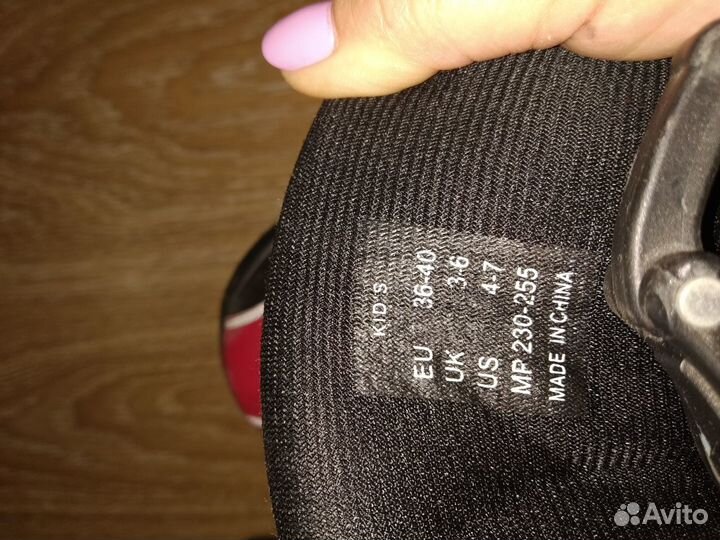 KID'S
EU 36-40
UK 3-6
US 4-7
MP 230-255
MADE IN CHINA
Avito